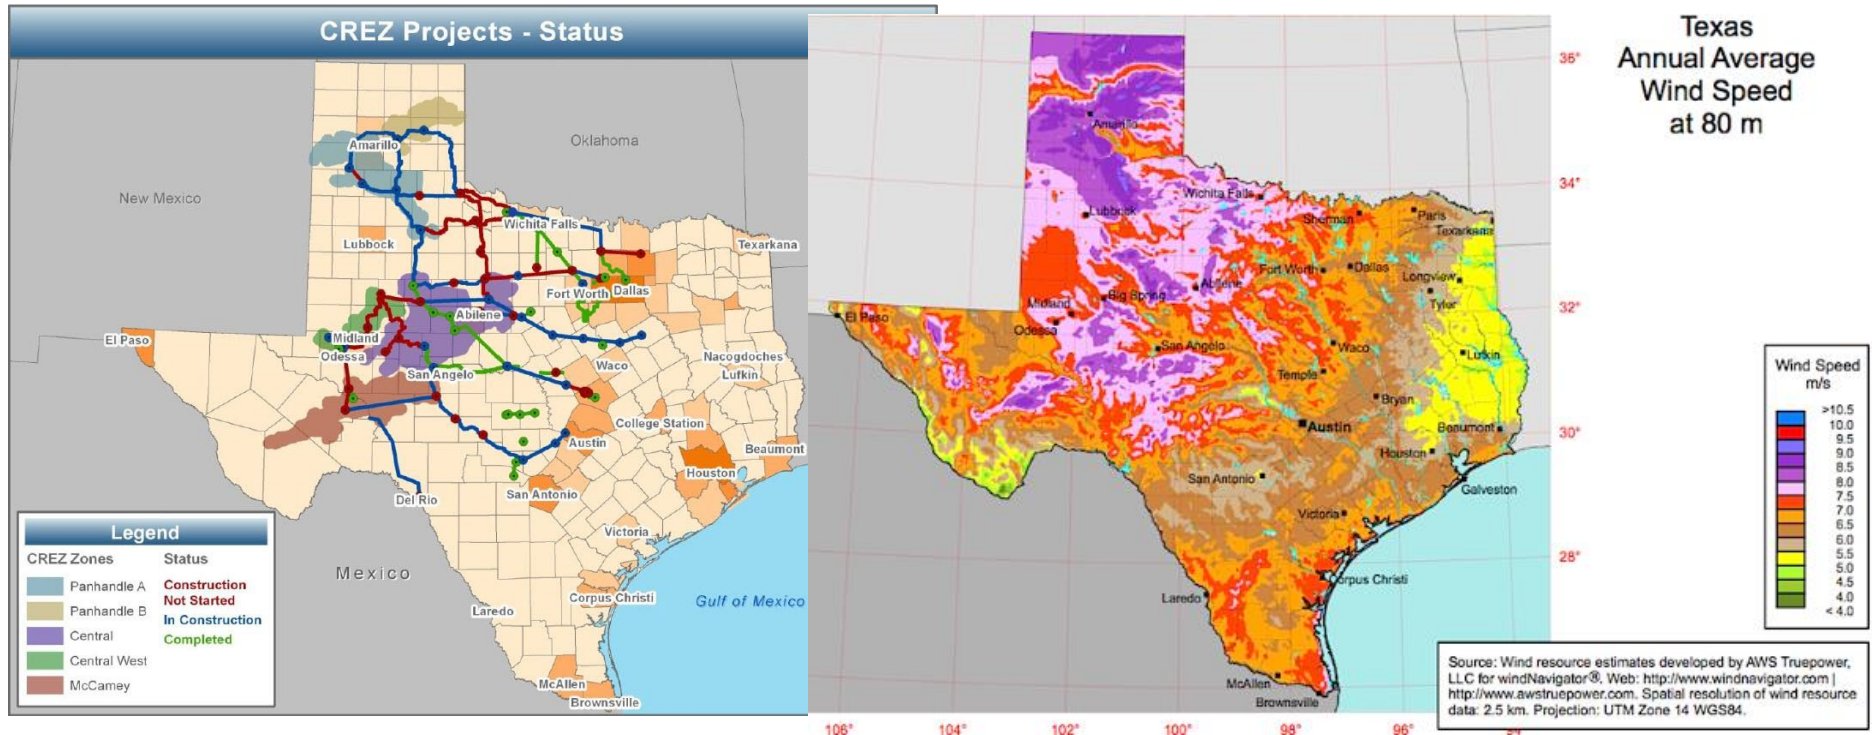 CREZ Projects - Status
Oklahoma
New Mexico
Amarillo
Wichita Falls
Lubbock
Texarkana
Fort Worth
Dallas
Abilene
El Paso
Midland
Odessa
Nacogdoches
San Angelo
Waco
Lufkin
College Station
Austin
Beaumont
Houston
Del Rio
San Antonio
Victoria
Mexico
Corpus Christi
Gulf of Mexico
Laredo
McAllen
Brownsville
Legend
CREZ Zones
Status
Panhandle A
Panhandle B
Central
Central West
McCamey
Construction
Not Started
In Construction
Completed
Texas
Annual Average
Wind Speed
at 80 m
36°
34°
32°
30°
28°
Amarillo
Wichita Falls
Lubbock
Sherman
Paris
Texarkana
Fort Worth
Dallas
Longview
Abilene
Big Spring
Tyler
Midland
El Paso
Odessa
San Angelo
Waco
Lufkin
Temple
Bryan
Austin
Beaumont
Houston
San Antonio
Galveston
Victoria
Corpus Christi
Laredo
McAllen
Brownsville
106°
104°
102°
100°
98°
96°
Wind Speed
m/s
>10.5
10.0
9.5
9.0
8.5
8.0
7.5
7.0
6.5
6.0
5.5
5.0
4.5
4.0
< 4.0
Source: Wind resource estimates developed by AWS Truepower,
LLC for windNavigator®. Web: http://www.windnavigator.com |
http://www.awstruepower.com. Spatial resolution of wind resource
data: 2.5 km. Projection: UTM Zone 14 WGS84.